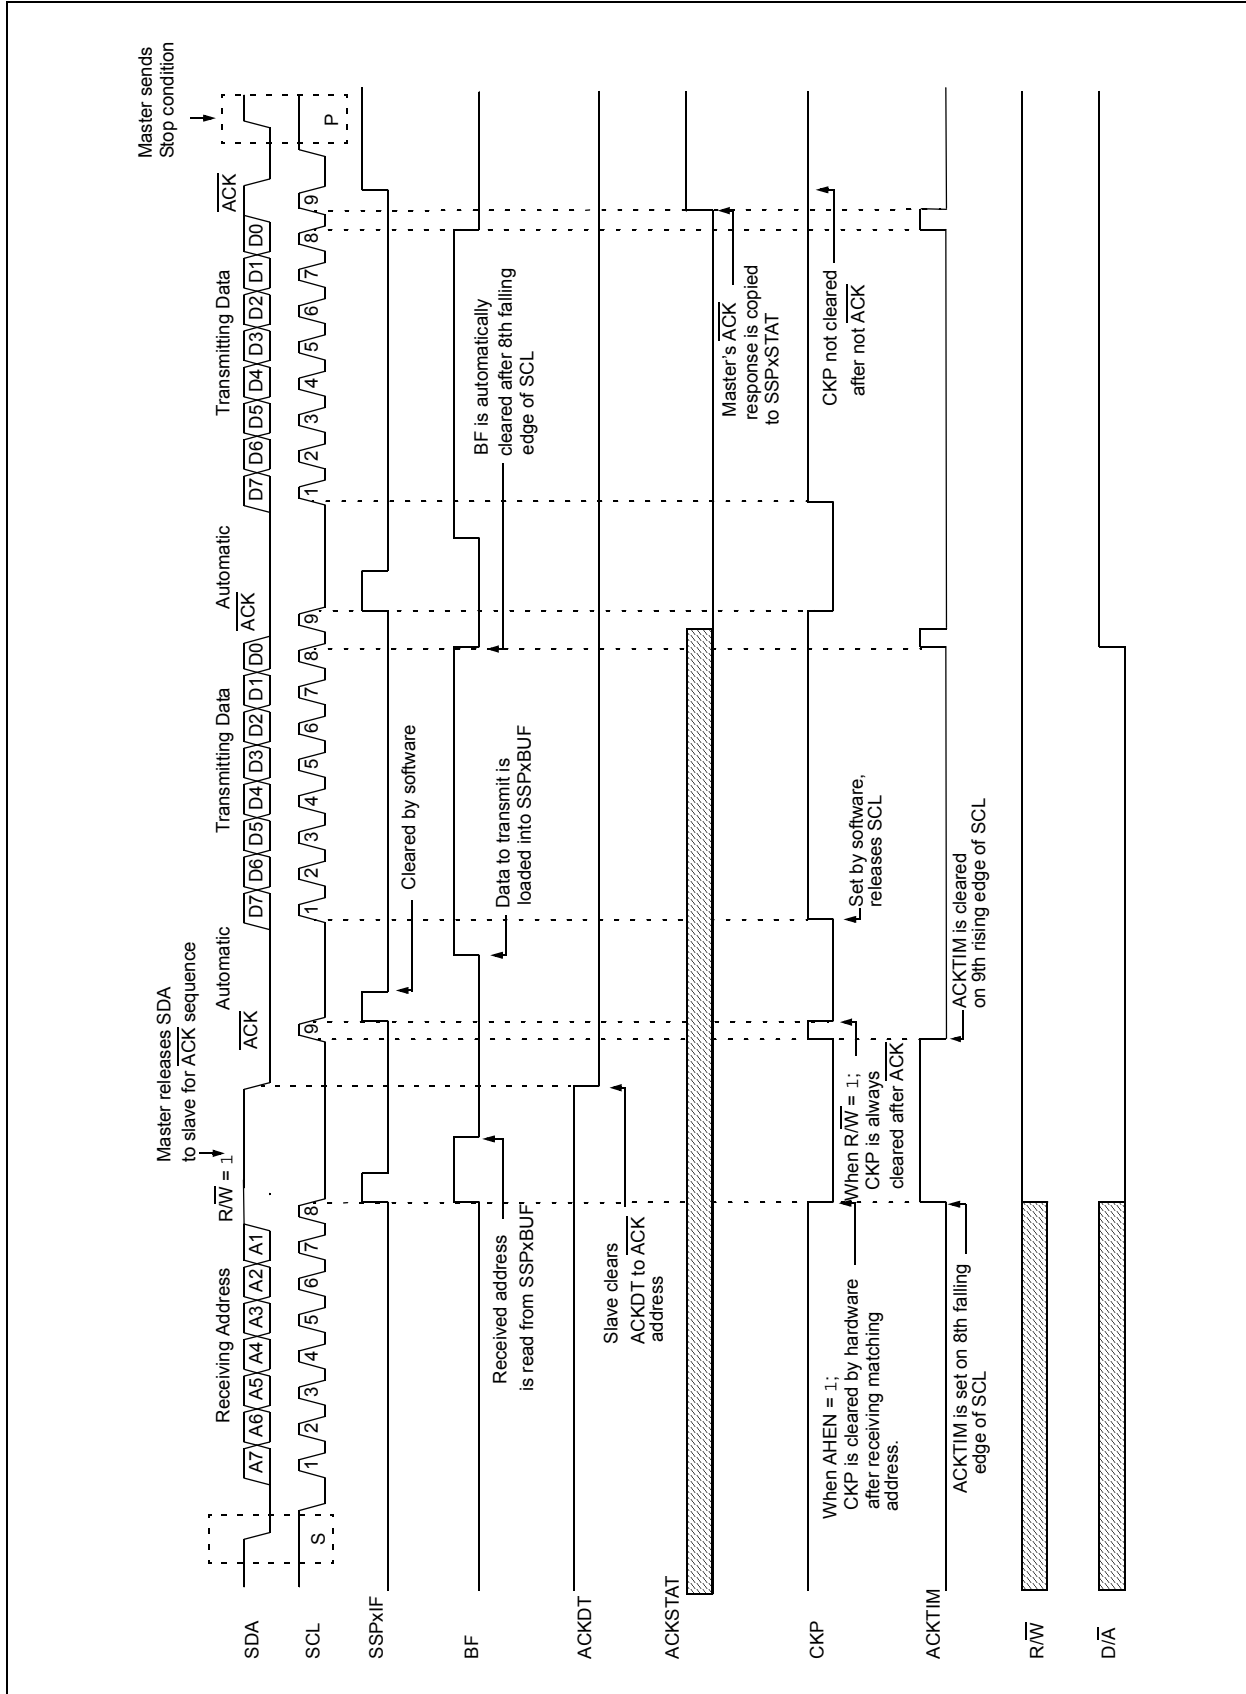 Master releases SDA
to slave for ACK sequence
Master sends
Stop condition
Receiving Address
R/W = 1
Automatic
Transmitting Data
Automatic
Transmitting Data
ACK
ACK
ACK
SDA
A7 A6 A5 A4 A3 A2 A1
D7 D6 D5 D4 D3 D2 D1 D0
D7 D6 D5 D4 D3 D2 D1 D0
SCL
S
1 2 3 4 5 6 7 8 9
1 2 3 4 5 6 7 8 9
1 2 3 4 5 6 7 8 9
P
SSPxIF
Cleared by software
BF
Received address
is read from SSPxBUF
Data to transmit is
loaded into SSPxBUF
BF is automatically
cleared after 8th falling
edge of SCL
ACKDT
Slave clears
ACKDT to ACK
address
ACKSTAT
Master's ACK
response is copied
to SSPxSTAT
CKP
When AHEN = 1;
CKP is cleared by hardware
after receiving matching
address.
When R/W = 1;
CKP is always
cleared after ACK
Set by software,
releases SCL
CKP not cleared
after not ACK
ACKTIM
ACKTIM is set on 8th falling
edge of SCL
ACKTIM is cleared
on 9th rising edge of SCL
R/W
D/A